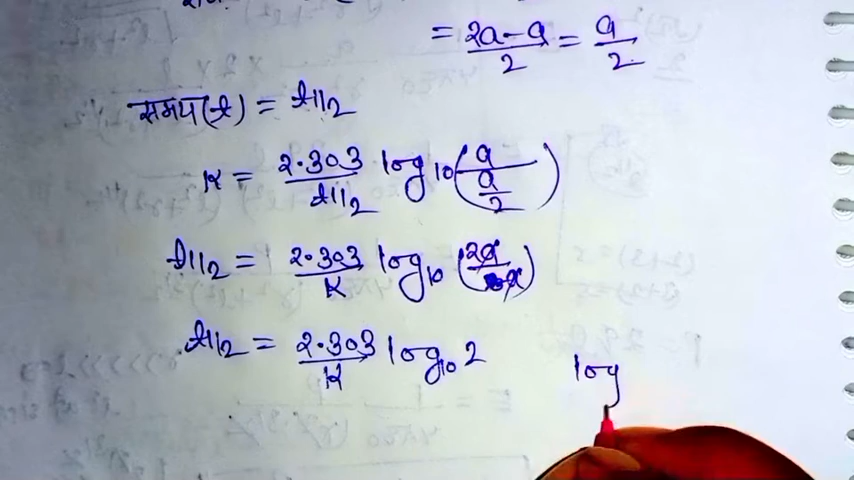 = 2a-a/2 = a/2
समय(t) = t1/2
K = 2.303/t1/2 log10(a/a/2)
t1/2 = 2.303/K log10(2a/a)
t1/2 = 2.303/K log10 2 log